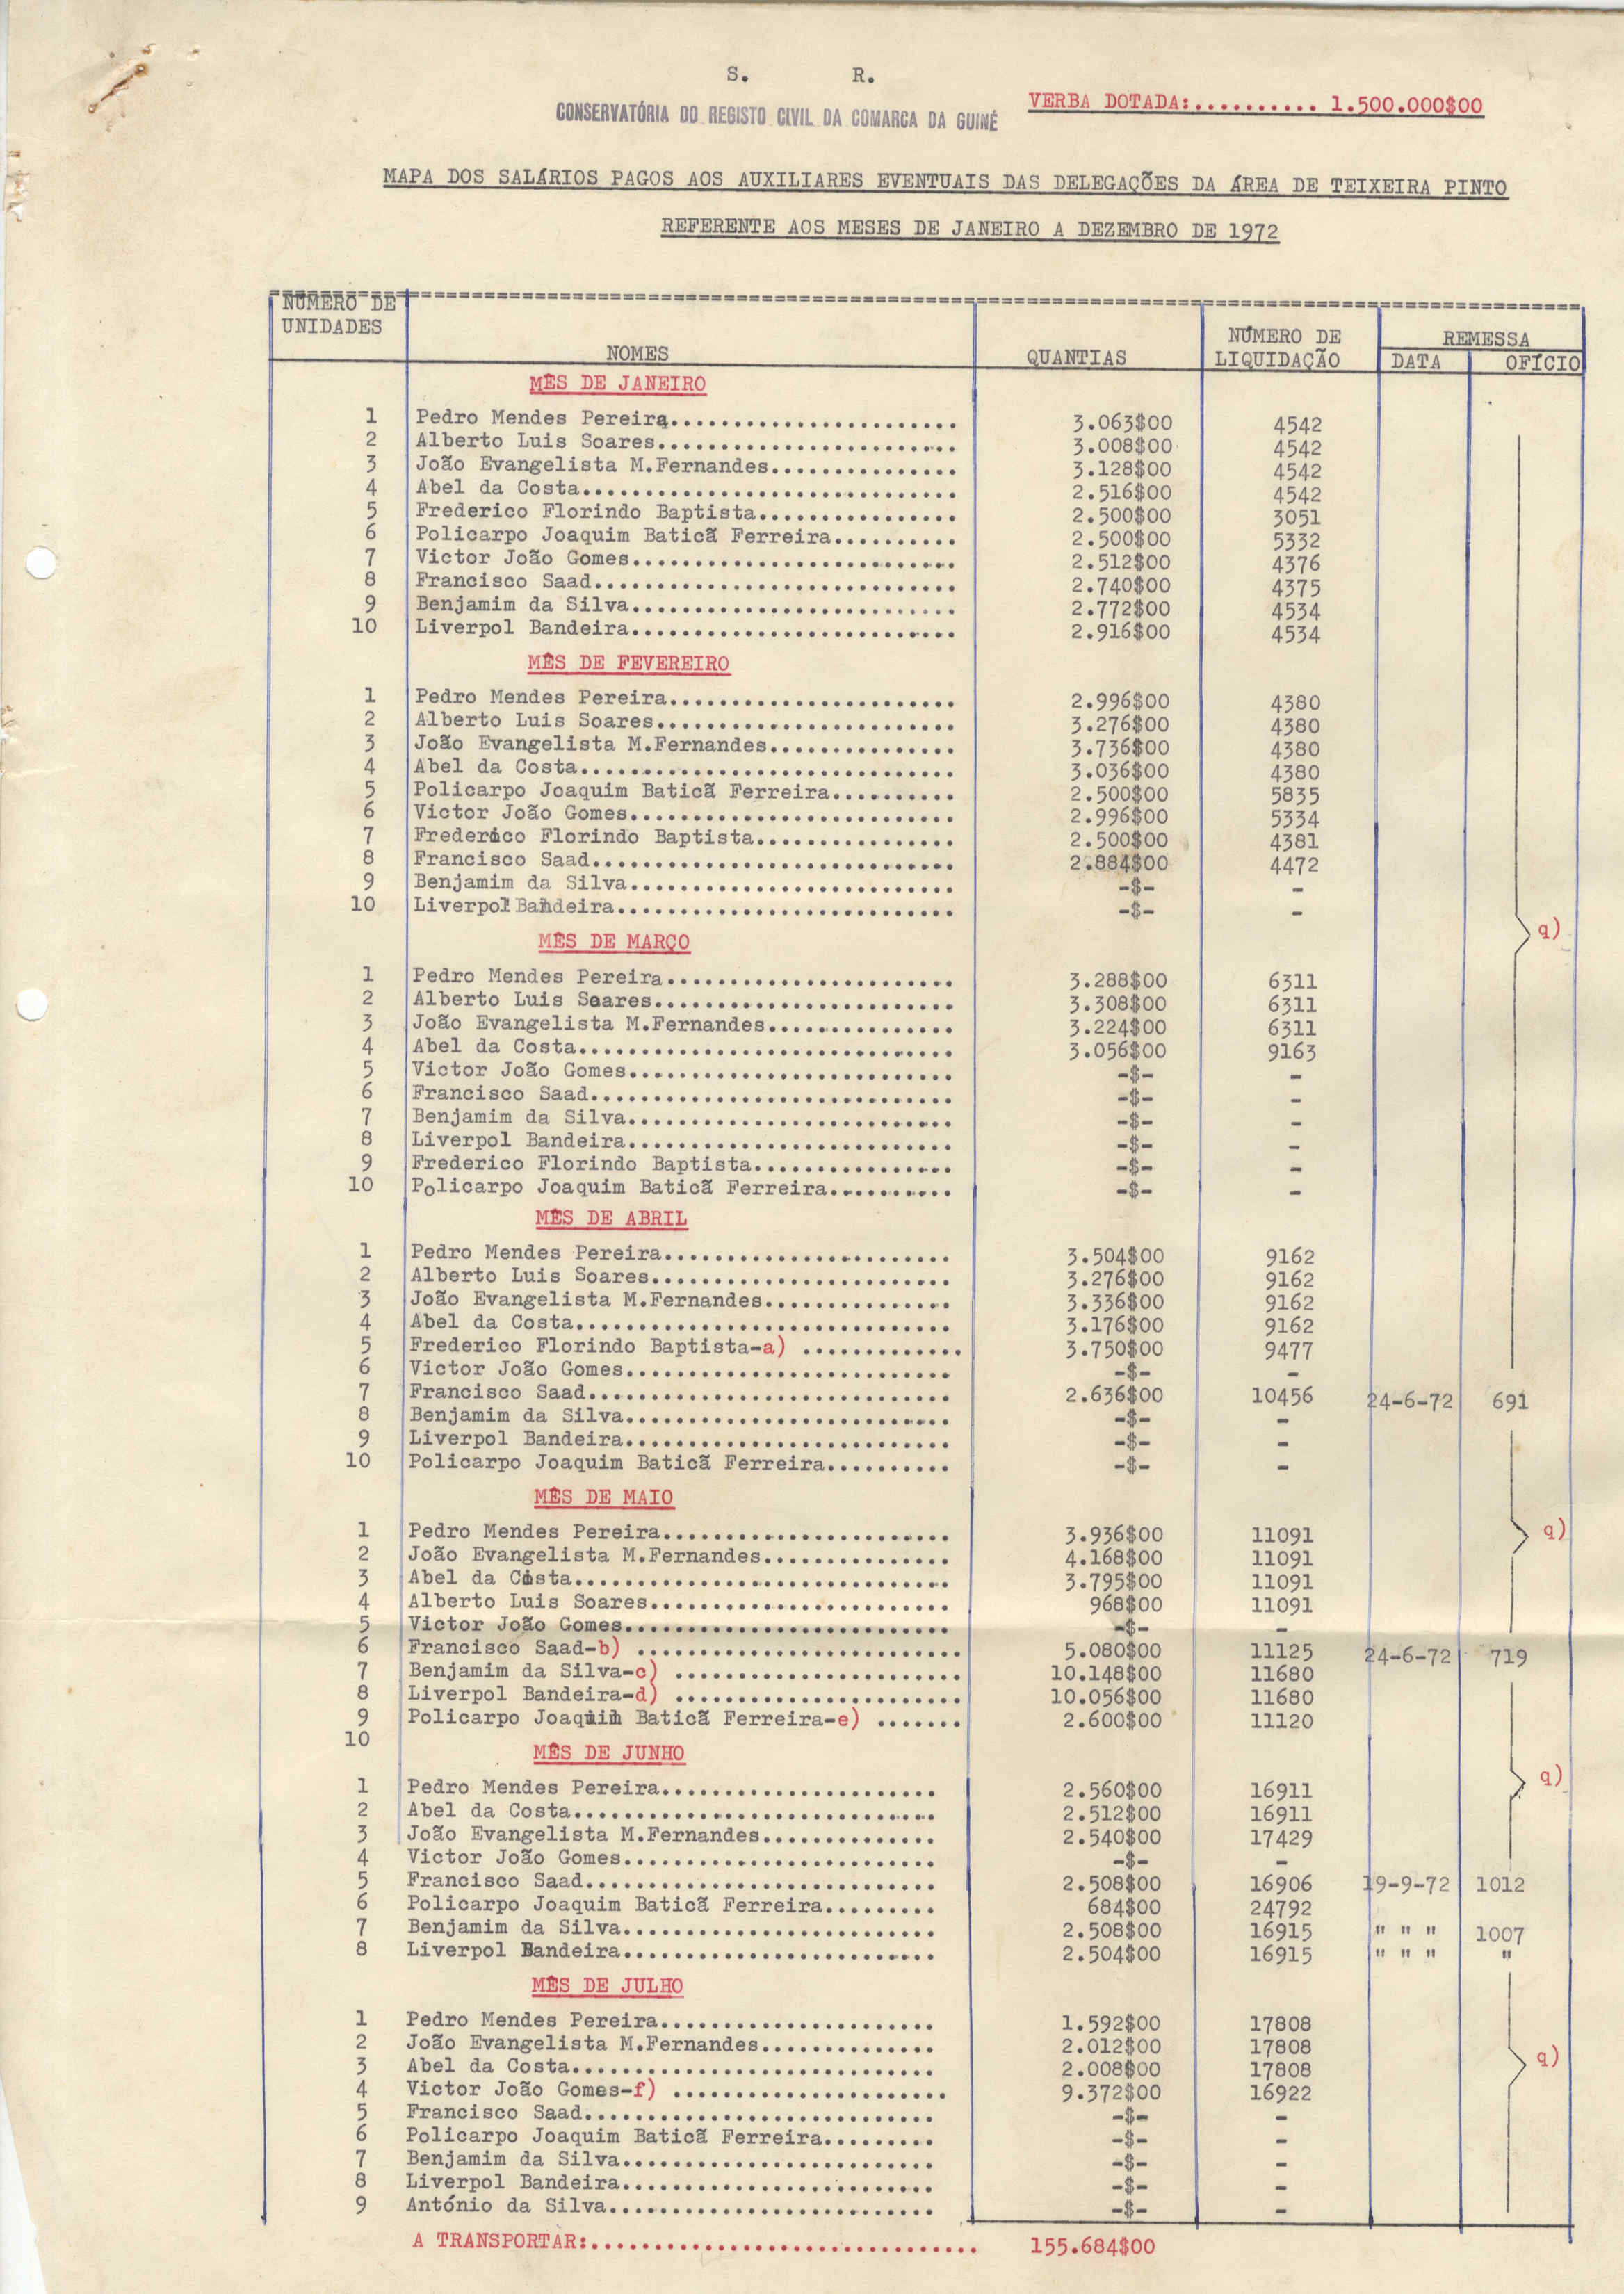 S. R.
CONSERVATÓRIA DO REGISTO CIVIL DA COMARCA DA GUINÉ
VERBA DOTADA:.......... 1.500.000$00
MAPA DOS SALÁRIOS PAGOS AOS AUXILIARES EVENTUAIS DAS DELEGAÇÕES DA ÁREA DE TEIXEIRA PINTO
REFERENTE AOS MESES DE JANEIRO A DEZEMBRO DE 1972
NÚMERO DE UNIDADES NOMES QUANTIAS NÚMERO DE LIQUIDAÇÃO REMESSA DATA OFÍCIO
MÊS DE JANEIRO
1 Pedro Mendes Pereira....................... 3.063$00 4542
2 Alberto Luis Soares........................ 3.008$00 4542
3 João Evangelista M.Fernandes............... 3.128$00 4542
4 Abel da Costa.............................. 2.516$00 4542
5 Frederico Florindo Baptista................ 2.500$00 3051
6 Policarpo Joaquim Baticã Ferreira.......... 2.500$00 5332
7 Victor João Gomes.......................... 2.512$00 4376
8 Francisco Saad............................. 2.740$00 4375
9 Benjamim da Silva.......................... 2.772$00 4534
10 Liverpol Bandeira.......................... 2.916$00 4534
MÊS DE FEVEREIRO
1 Pedro Mendes Pereira....................... 2.996$00 4380
2 Alberto Luis Soares........................ 3.276$00 4380
3 João Evangelista M.Fernandes............... 3.736$00 4380
4 Abel da Costa.............................. 3.036$00 4380
5 Policarpo Joaquim Baticã Ferreira.......... 2.500$00 5835
6 Victor João Gomes.......................... 2.996$00 5334
7 Frederico Florindo Baptista................ 2.500$00 4381
8 Francisco Saad............................. 2.884$00 4472
9 Benjamim da Silva.......................... -$- -
10 Liverpol Bandeira.......................... -$- -
a)
MÊS DE MARÇO
1 Pedro Mendes Pereira....................... 3.288$00 6311
2 Alberto Luis Soares........................ 3.308$00 6311
3 João Evangelista M.Fernandes............... 3.224$00 6311
4 Abel da Costa.............................. 3.056$00 9163
5 Victor João Gomes.......................... -$- -
6 Francisco Saad............................. -$- -
7 Benjamim da Silva.......................... -$- -
8 Liverpol Bandeira.......................... -$- -
9 Frederico Florindo Baptista................ -$- -
10 Policarpo Joaquim Baticã Ferreira.......... -$- -
MÊS DE ABRIL
1 Pedro Mendes Pereira....................... 3.504$00 9162
2 Alberto Luis Soares........................ 3.276$00 9162
3 João Evangelista M.Fernandes............... 3.336$00 9162
4 Abel da Costa.............................. 3.176$00 9162
5 Frederico Florindo Baptista-a) ............. 3.750$00 9477
6 Victor João Gomes.......................... -$- -
7 Francisco Saad............................. 2.636$00 10456 24-6-72 691
8 Benjamim da Silva.......................... -$- -
9 Liverpol Bandeira.......................... -$- -
10 Policarpo Joaquim Baticã Ferreira.......... -$- -
MÊS DE MAIO
1 Pedro Mendes Pereira....................... 3.936$00 11091 a)
2 João Evangelista M.Fernandes............... 4.168$00 11091
3 Abel da Costa.............................. 3.795$00 11091
4 Alberto Luis Soares........................ 968$00 11091
5 Victor João Gomes.......................... -$- -
6 Francisco Saad-b) .......................... 5.080$00 11125 24-6-72 719
7 Benjamim da Silva-c) ....................... 10.148$00 11680
8 Liverpol Bandeira-d) ....................... 10.056$00 11680
9 Policarpo Joaquim Baticã Ferreira-e) ....... 2.600$00 11120
10
MÊS DE JUNHO
a)
1 Pedro Mendes Pereira...................... 2.560$00 16911
2 Abel da Costa............................. 2.512$00 16911
3 João Evangelista M.Fernandes.............. 2.540$00 17429
4 Victor João Gomes......................... -$- -
5 Francisco Saad............................ 2.508$00 16906 19-9-72 1012
6 Policarpo Joaquim Baticã Ferreira......... 684$00 24792
7 Benjamim da Silva......................... 2.508$00 16915 " " " 1007
8 Liverpol Bandeira......................... 2.504$00 16915 " " " "
MÊS DE JULHO
1 Pedro Mendes Pereira...................... 1.592$00 17808
2 João Evangelista M.Fernandes.............. 2.012$00 17808
3 Abel da Costa............................. 2.008$00 17808 a)
4 Victor João Gomes-f) ...................... 9.372$00 16922
5 Francisco Saad............................ -$- -
6 Policarpo Joaquim Baticã Ferreira......... -$- -
7 Benjamim da Silva......................... -$- -
8 Liverpol Bandeira......................... -$- -
9 António da Silva.......................... -$- -
A TRANSPORTAR:............................... 155.684$00